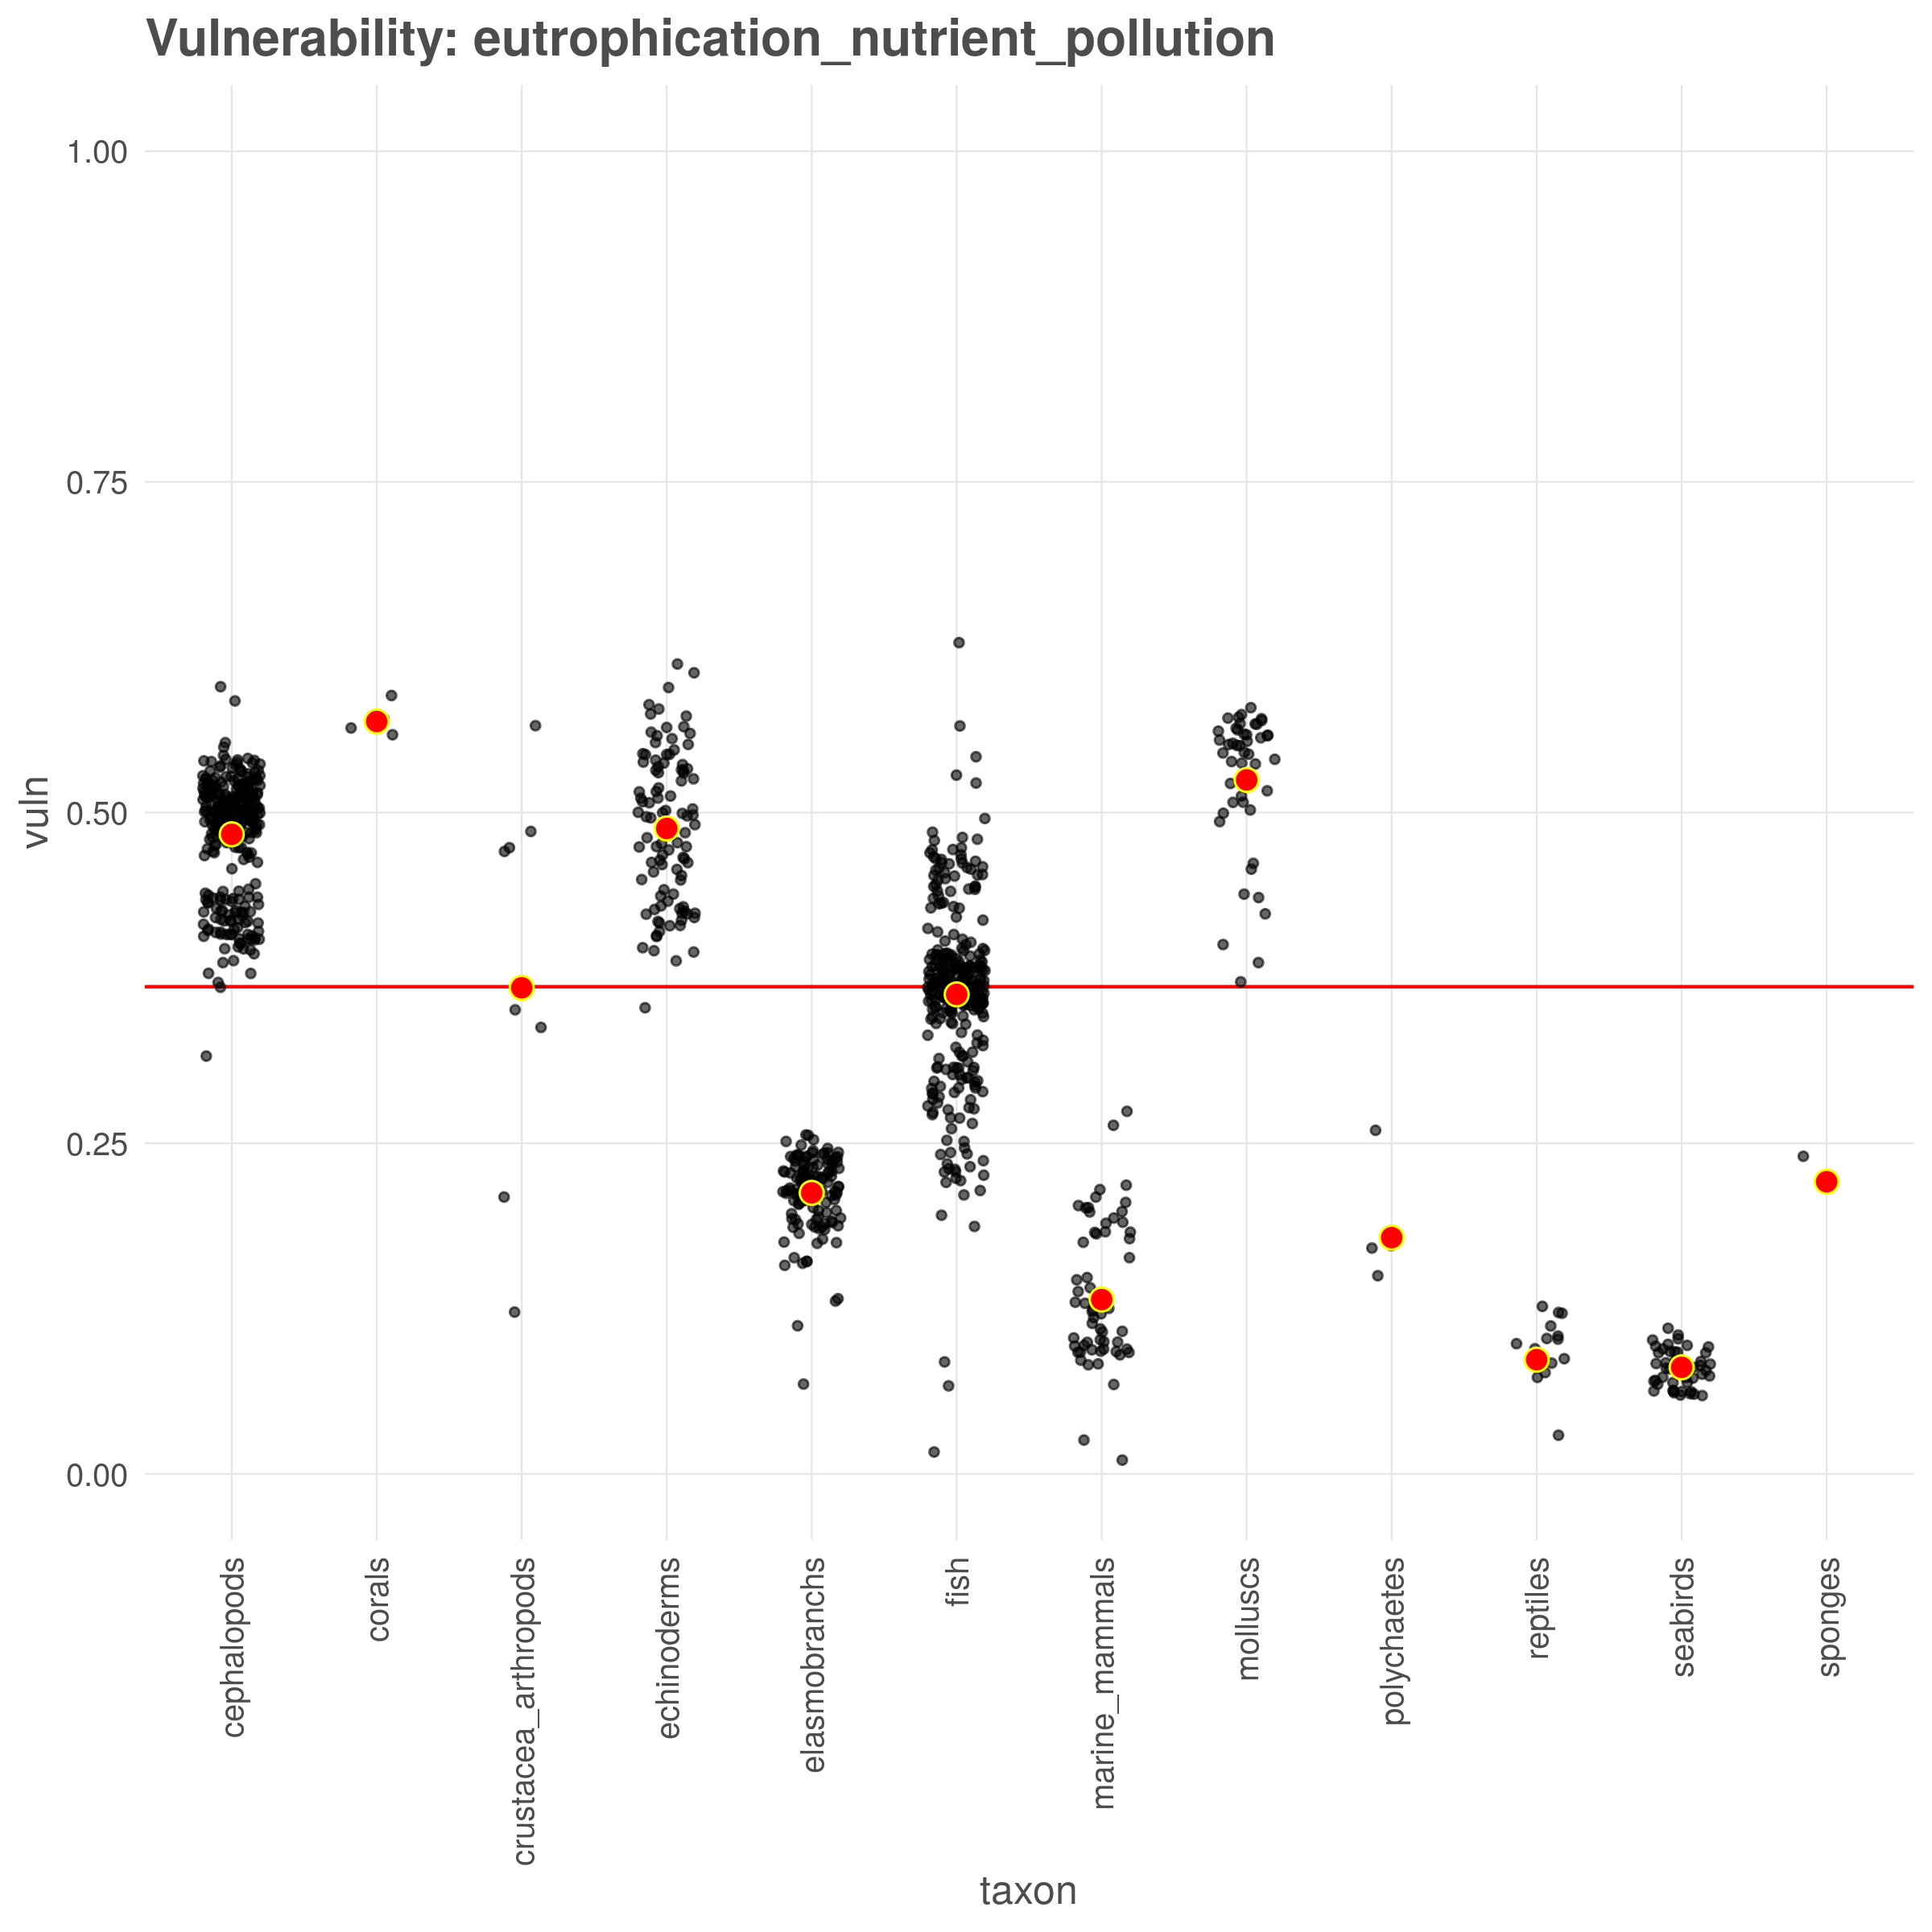 Vulnerability: eutrophication_nutrient_pollution
1.00
0.75
0.50
0.25
0.00
vuln
cephalopods
corals
crustacea_arthropods
echinoderms
elasmobranchs
fish
marine_mammals
molluscs
polychaetes
reptiles
seabirds
sponges
taxon